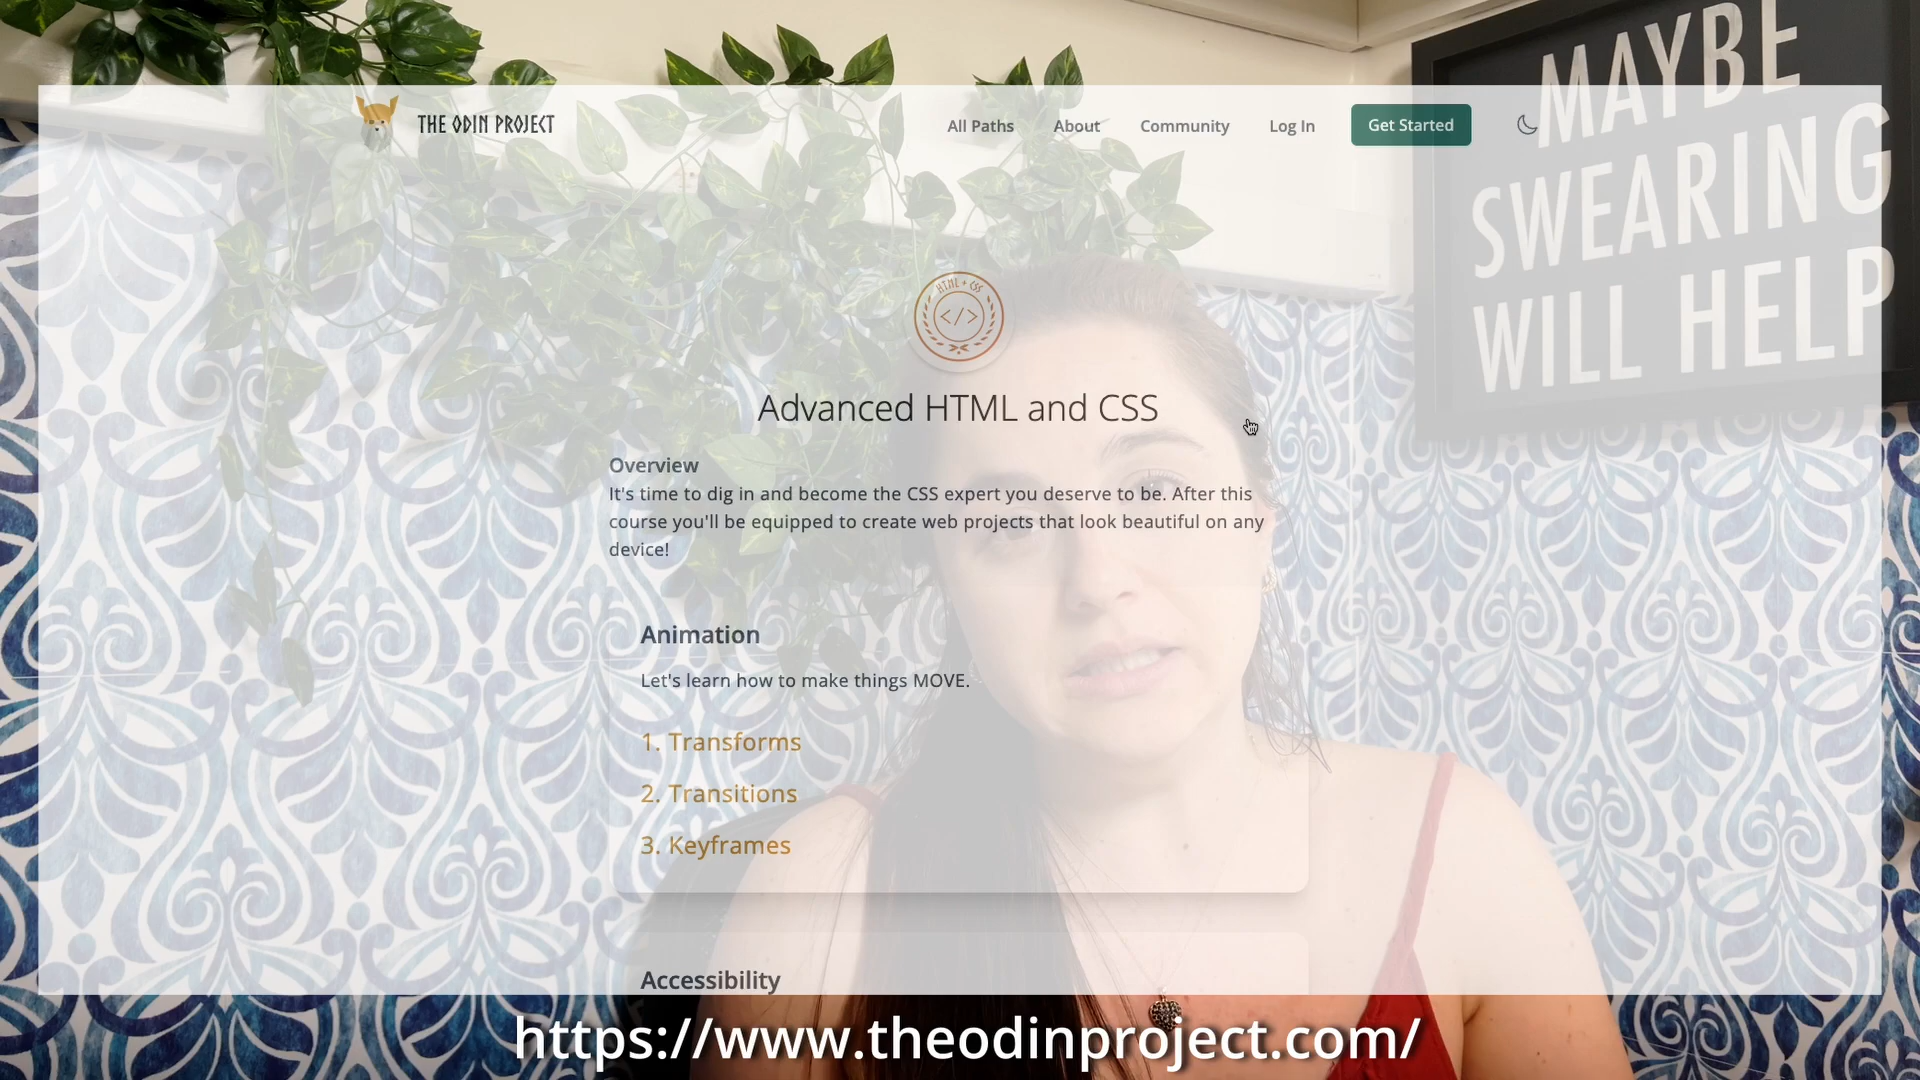 MAYBE
SWEARING
WILL HELP
THE ODIN PROJECT
All Paths
About
Community
Log In
Get Started
HTML + CSS
</>
Advanced HTML and CSS
Overview
It's time to dig in and become the CSS expert you deserve to be. After this
course you'll be equipped to create web projects that look beautiful on any
device!
Animation
Let's learn how to make things MOVE.
1. Transforms
2. Transitions
3. Keyframes
Accessibility
https://www.theodinproject.com/